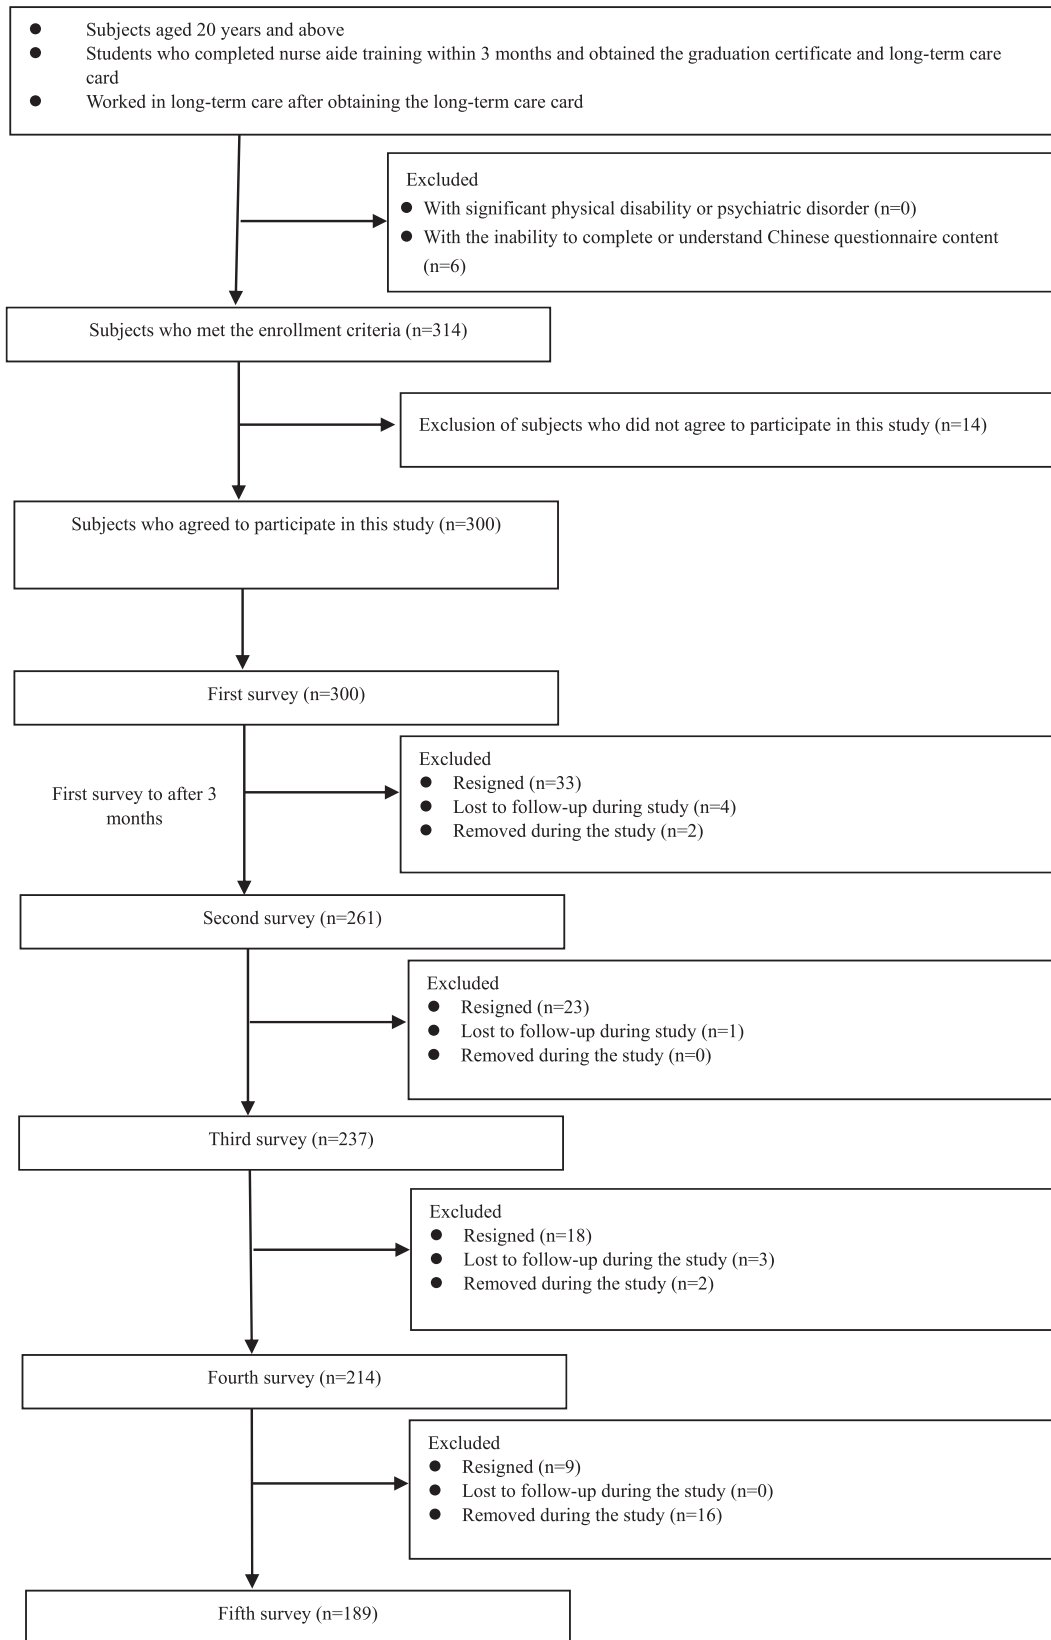 ● Subjects aged 20 years and above
● Students who completed nurse aide training within 3 months and obtained the graduation certificate and long-term care
card
● Worked in long-term care after obtaining the long-term care card
Excluded
● With significant physical disability or psychiatric disorder (n=0)
● With the inability to complete or understand Chinese questionnaire content
(n=6)
Subjects who met the enrollment criteria (n=314)
Exclusion of subjects who did not agree to participate in this study (n=14)
Subjects who agreed to participate in this study (n=300)
First survey (n=300)
First survey to after 3
months
Excluded
● Resigned (n=33)
● Lost to follow-up during study (n=4)
● Removed during the study (n=2)
Second survey (n=261)
Excluded
● Resigned (n=23)
● Lost to follow-up during study (n=1)
● Removed during the study (n=0)
Third survey (n=237)
Excluded
● Resigned (n=18)
● Lost to follow-up during the study (n=3)
● Removed during the study (n=2)
Fourth survey (n=214)
Excluded
● Resigned (n=9)
● Lost to follow-up during the study (n=0)
● Removed during the study (n=16)
Fifth survey (n=189)